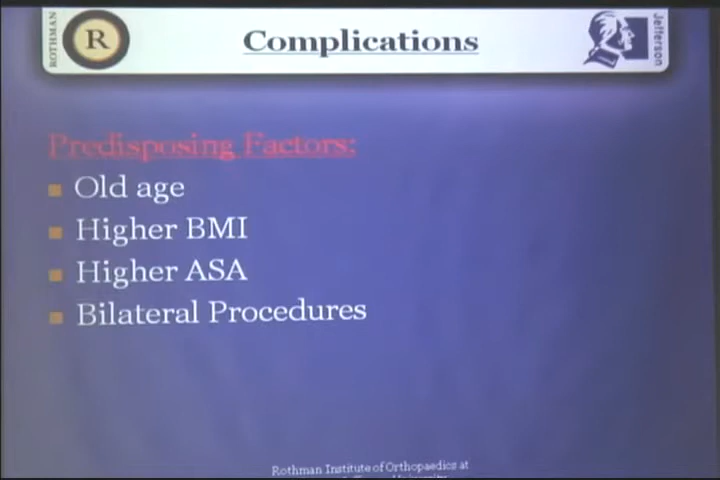 ROTHMAN
R
Complications
Jefferson
Predisposing Factors:
Old age
Higher BMI
Higher ASA
Bilateral Procedures
Rothman Institute of Orthopaedics at